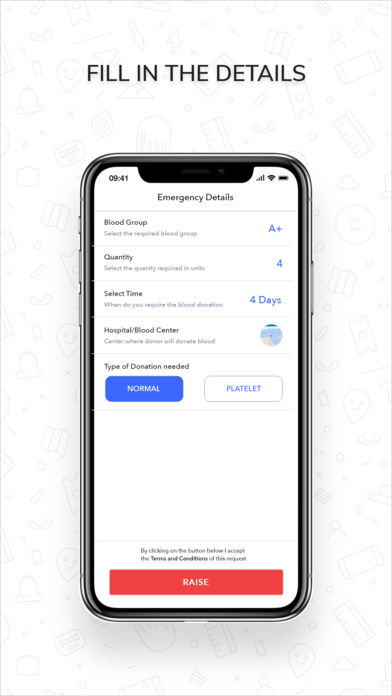 FILL IN THE DETAILS
09:41
Emergency Details
Blood Group
Select the required blood group
A+
Quantity
Select the quanity required in units
4
Select Time
When do you require the blood donation
4 Days
Hospital/Blood Center
Center where donor will donate blood
Type of Donation needed
NORMAL
PLATELET
By clicking on the button below I accept
the Terms and Conditions of this request
RAISE